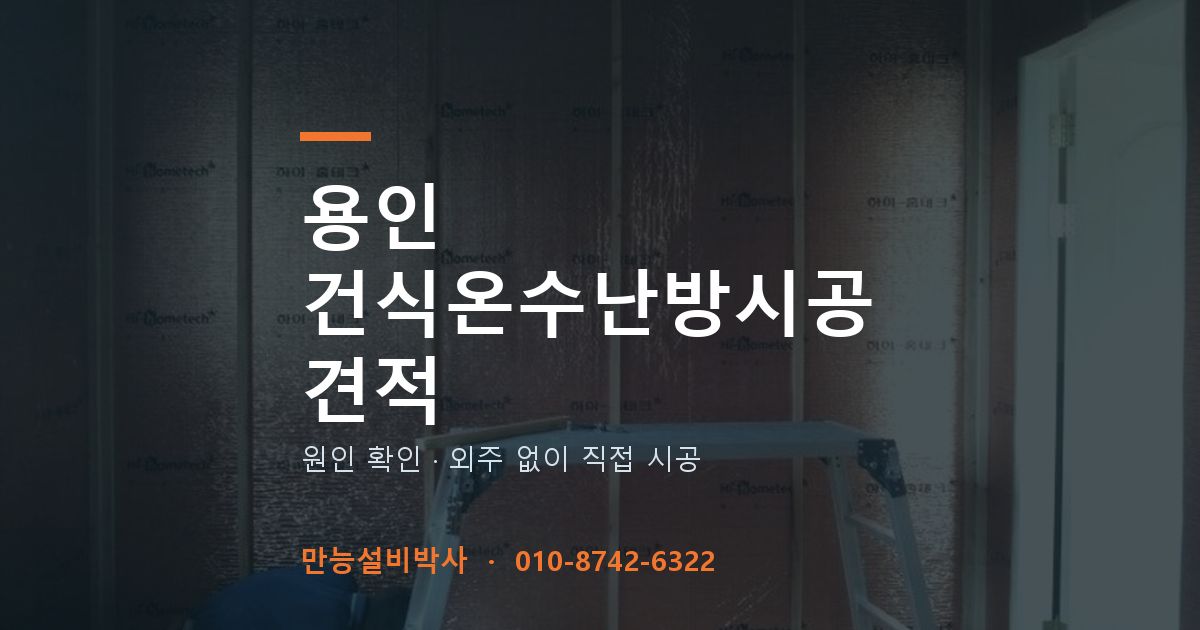 용인
건식온수난방시공
견적
원인 확인 · 외주 없이 직접 시공
만능설비박사 · 010-8742-6322